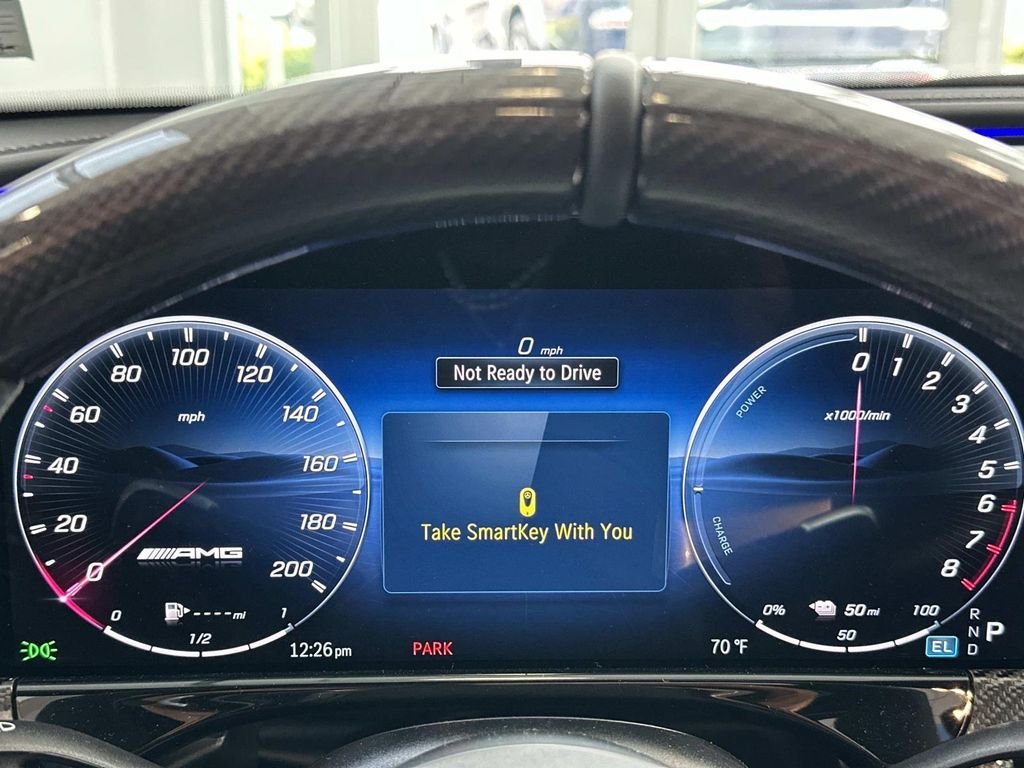 0 mph
Not Ready to Drive
Take SmartKey With You
0
20
40
60
80
100
120
140
160
180
200
mph
AMG
0
1/2
1
---- mi
12:26 pm
PARK
70 °F
POWER
CHARGE
0
1
2
3
4
5
6
7
8
x1000/min
0%
50
100
50 mi
EL
R
N
D
P